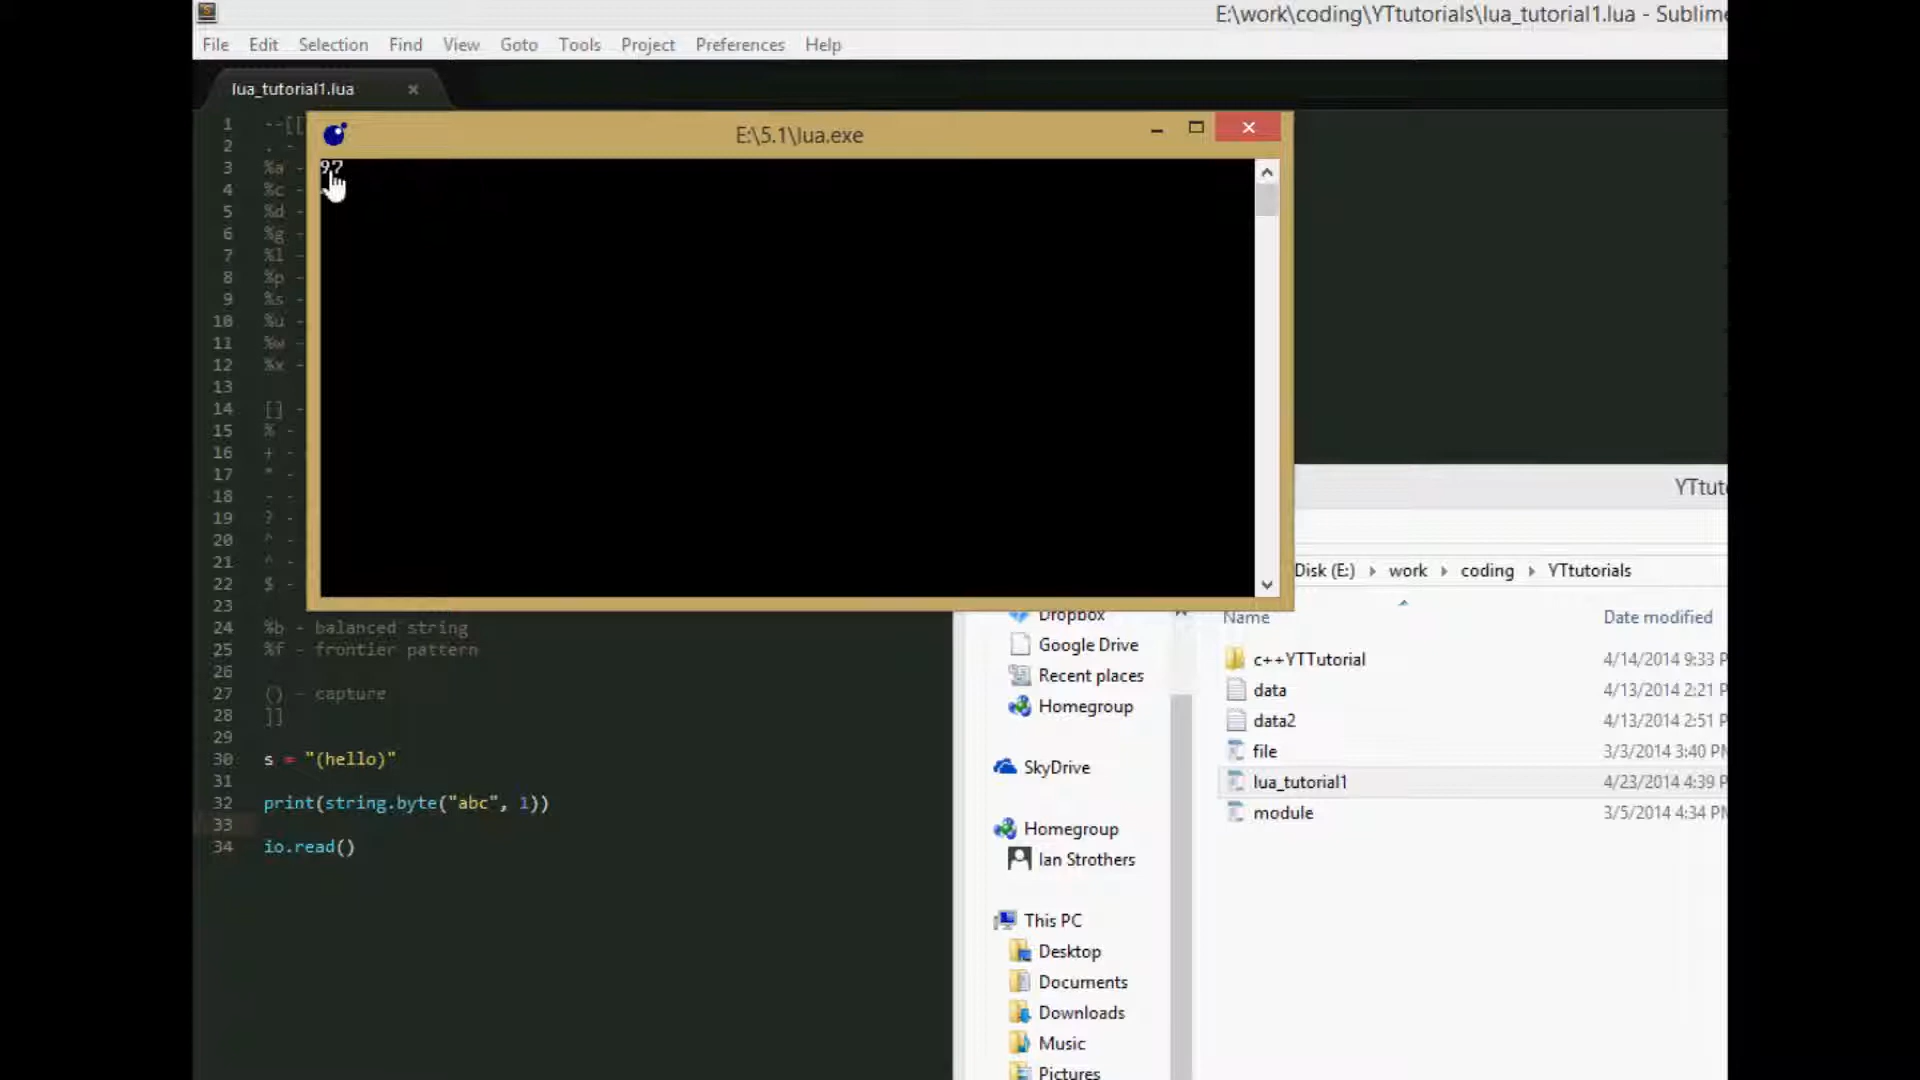 E:\work\coding\YTtutorials\lua_tutorial1.lua - Sublime
File Edit Selection Find View Goto Tools Project Preferences Help
lua_tutorial1.lua
E:\5.1\lua.exe
97
1 --[[
2 . -
3 %a -
4 %c -
5 %d -
6 %g -
7 %l -
8 %p -
9 %s -
10 %u -
11 %w -
12 %x -
13
14 [] -
15 % -
16 + -
17 * -
18 - -
19 ? -
20 ^ -
21 ^ -
22 $ -
23
24 %b - balanced string
25 %f - frontier pattern
26
27 () - capture
28 ]]
29
30 s = "(hello)"
31
32 print(string.byte("abc", 1))
33
34 io.read()
YTtut
Disk (E:) work coding YTtutorials
Name Date modified
Dropbox
Google Drive
Recent places
Homegroup
SkyDrive
Homegroup
Ian Strothers
This PC
Desktop
Documents
Downloads
Music
Pictures
c++YTTutorial 4/14/2014 9:33 P
data 4/13/2014 2:21 P
data2 4/13/2014 2:51 P
file 3/3/2014 3:40 PM
lua_tutorial1 4/23/2014 4:39 P
module 3/5/2014 4:34 PM